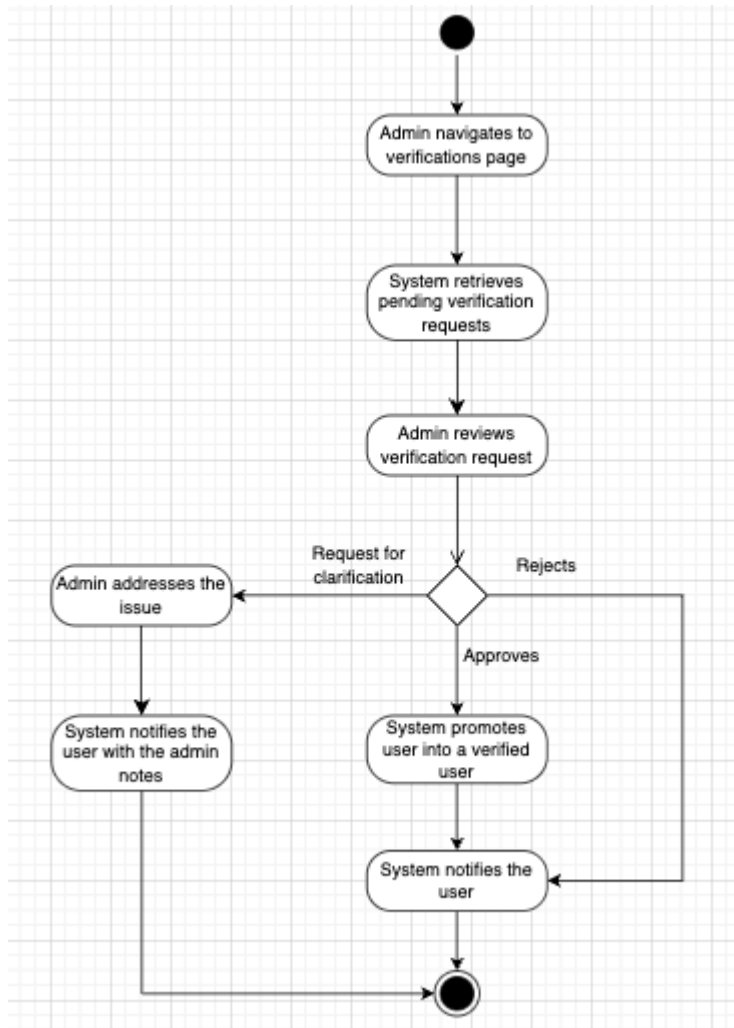 Admin navigates to
verifications page
System retrieves
pending verification
requests
Admin reviews
verification request
Request for
clarification
Rejects
Admin addresses the
issue
Approves
System notifies the
user with the admin
notes
System promotes
user into a verified
user
System notifies the
user